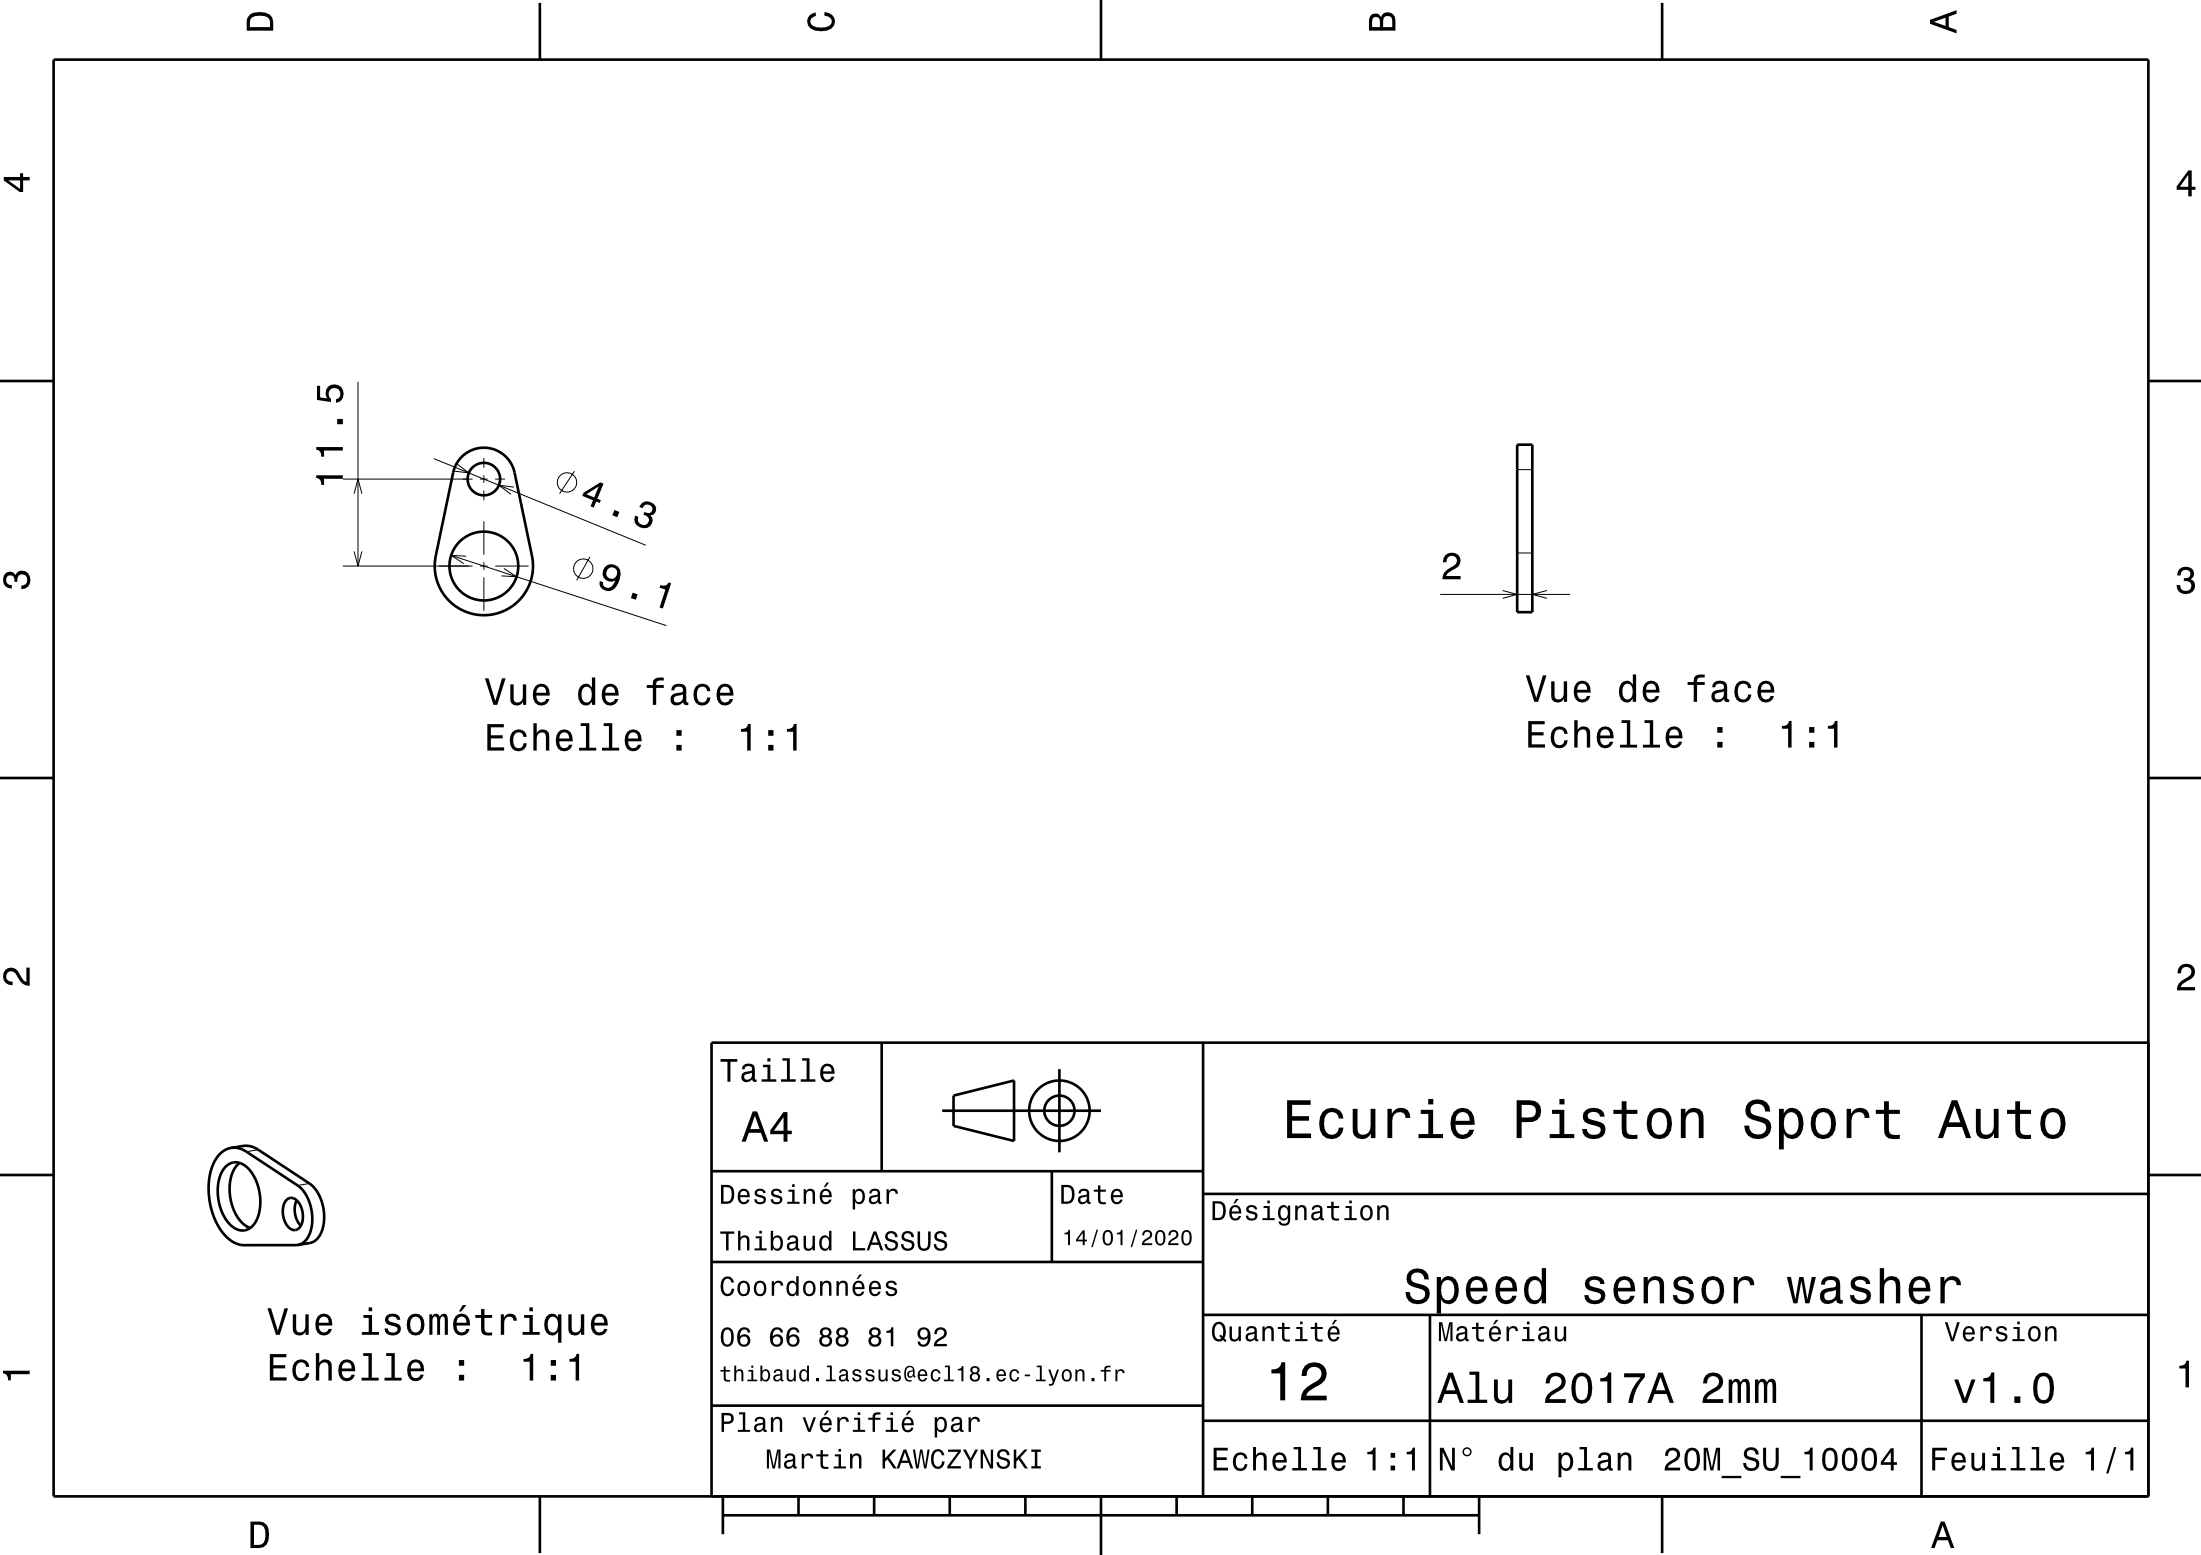 D
C
B
A
4
4
11.5
⌀4.3
⌀9.1
2
3
3
Vue de face
Echelle :  1:1
Vue de face
Echelle :  1:1
2
2
Taille
A4
Ecurie Piston Sport Auto
Dessiné par
Thibaud LASSUS
Date
14/01/2020
Désignation
Speed sensor washer
Coordonnées
06 66 88 81 92
thibaud.lassus@ecl18.ec-lyon.fr
Plan vérifié par
Martin KAWCZYNSKI
Quantité
12
Matériau
Alu 2017A 2mm
Version
v1.0
Echelle 1:1
N° du plan 20M_SU_10004
Feuille 1/1
Vue isométrique
Echelle :  1:1
1
1
D
A